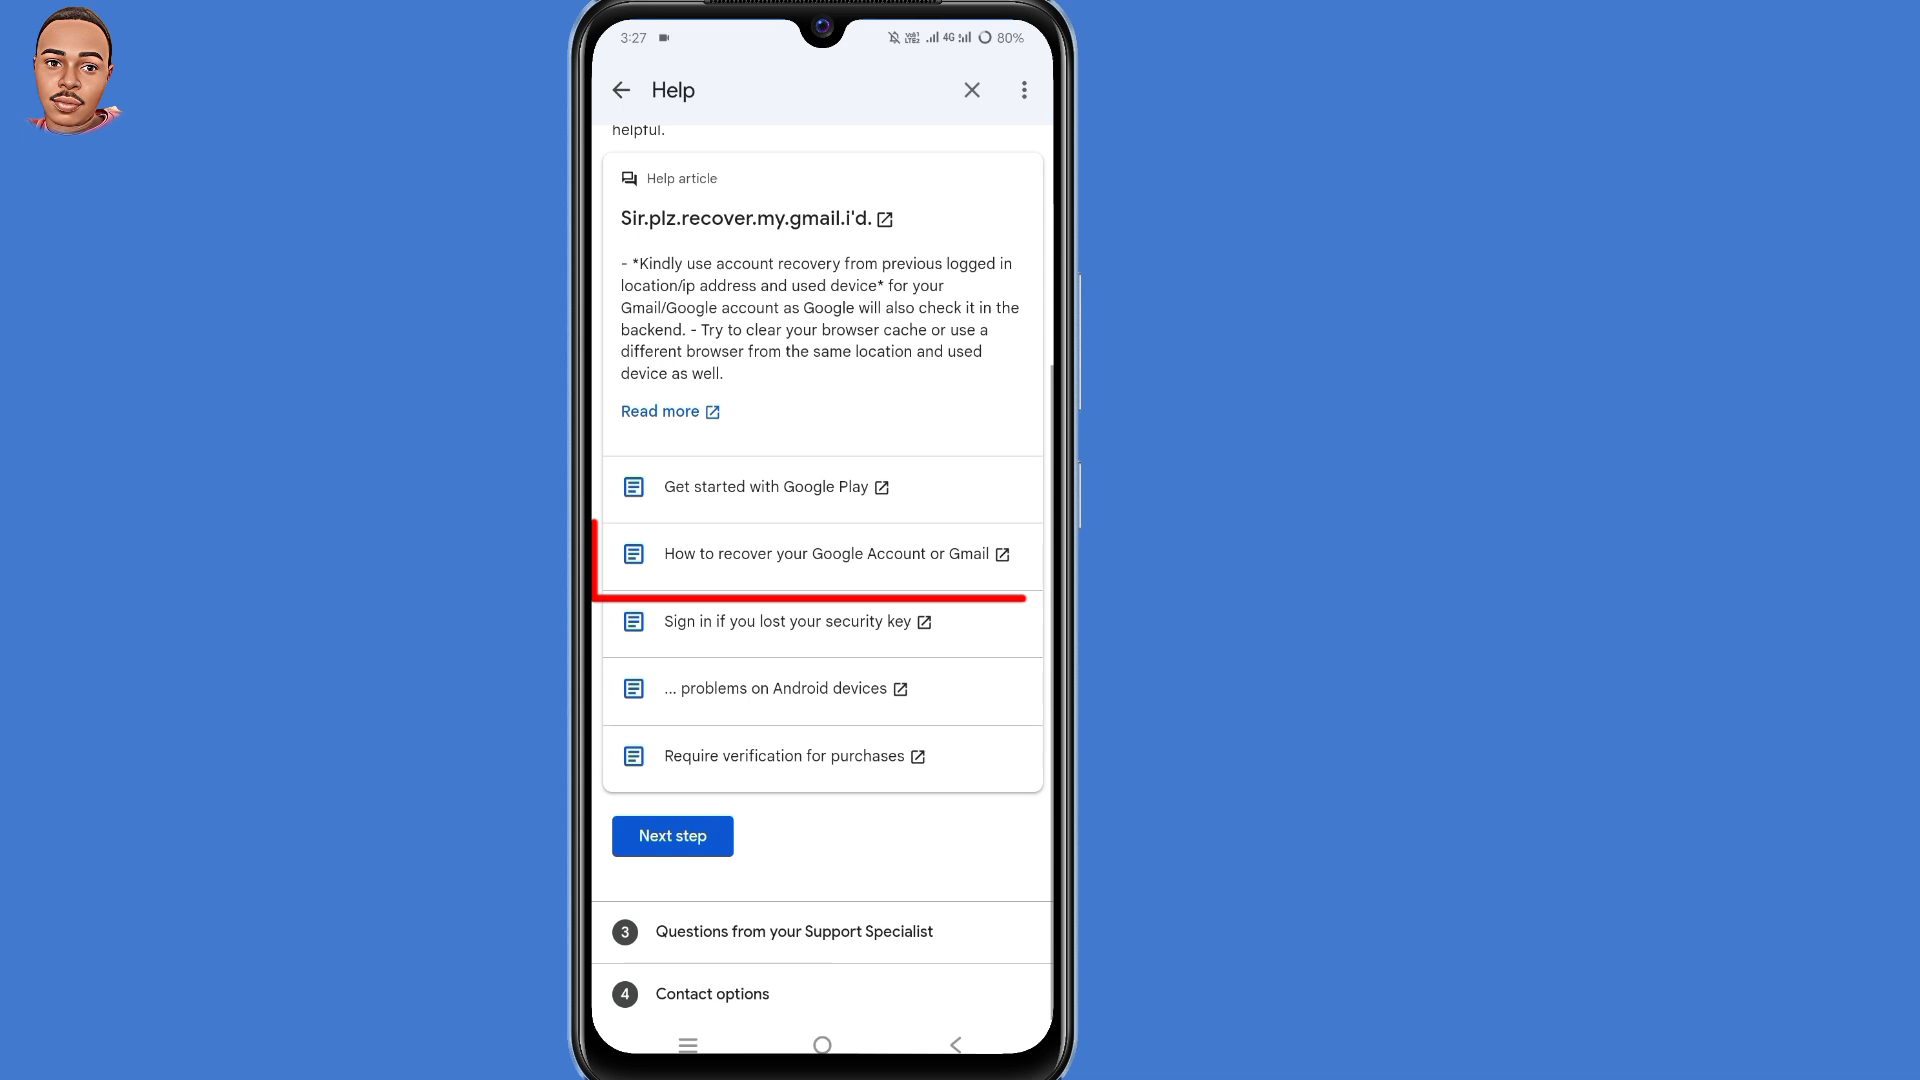 3:27
4G 80%
Help
helpful.
Help article
Sir.plz.recover.my.gmail.i'd.
- *Kindly use account recovery from previous logged in
location/ip address and used device* for your
Gmail/Google account as Google will also check it in the
backend. - Try to clear your browser cache or use a
different browser from the same location and used
device as well.
Read more
Get started with Google Play
How to recover your Google Account or Gmail
Sign in if you lost your security key
... problems on Android devices
Require verification for purchases
Next step
3 Questions from your Support Specialist
4 Contact options